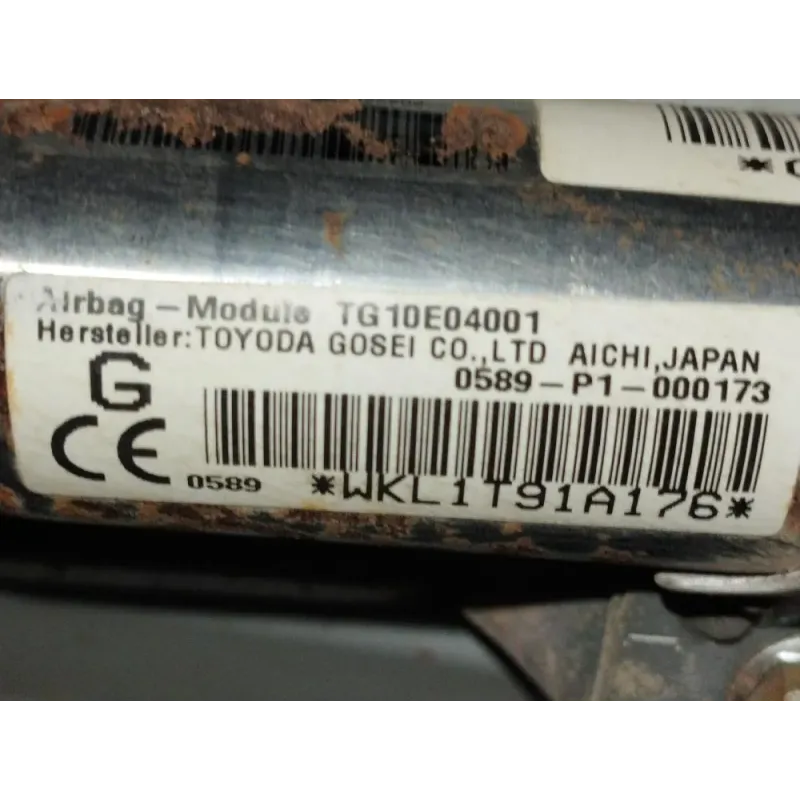 Airbag-Module TG10E04001
Hersteller:TOYODA GOSEI CO.,LTD AICHI,JAPAN
G 0589-P1-000173
CE 0589 *WKL1T91A176*